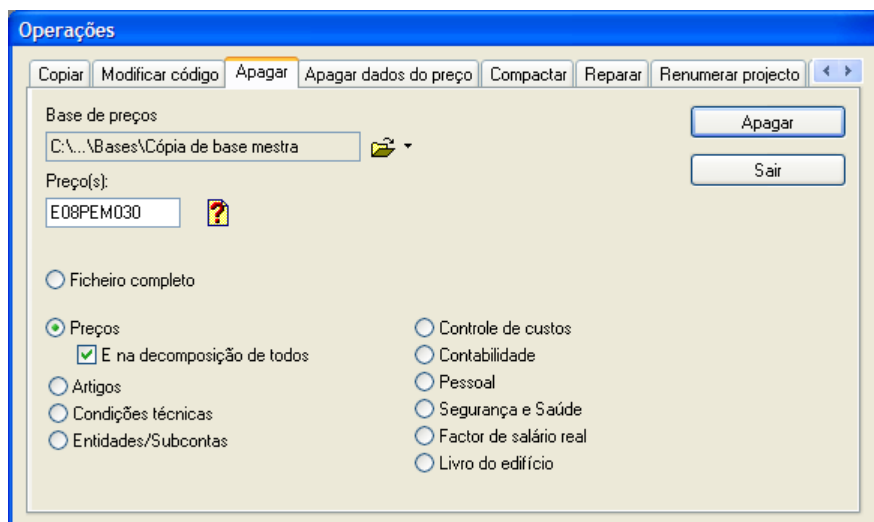 Operações
Copiar Modificar código Apagar Apagar dados do preço Compactar Reparar Renumerar projecto
Base de preços
Apagar
C:\...\Bases\Cópia de base mestra
Sair
Preço(s):
E08PEM030
?
Ficheiro completo
Preços
Controle de custos
E na decomposição de todos
Contabilidade
Artigos
Pessoal
Condições técnicas
Segurança e Saúde
Entidades/Subcontas
Factor de salário real
Livro do edifício